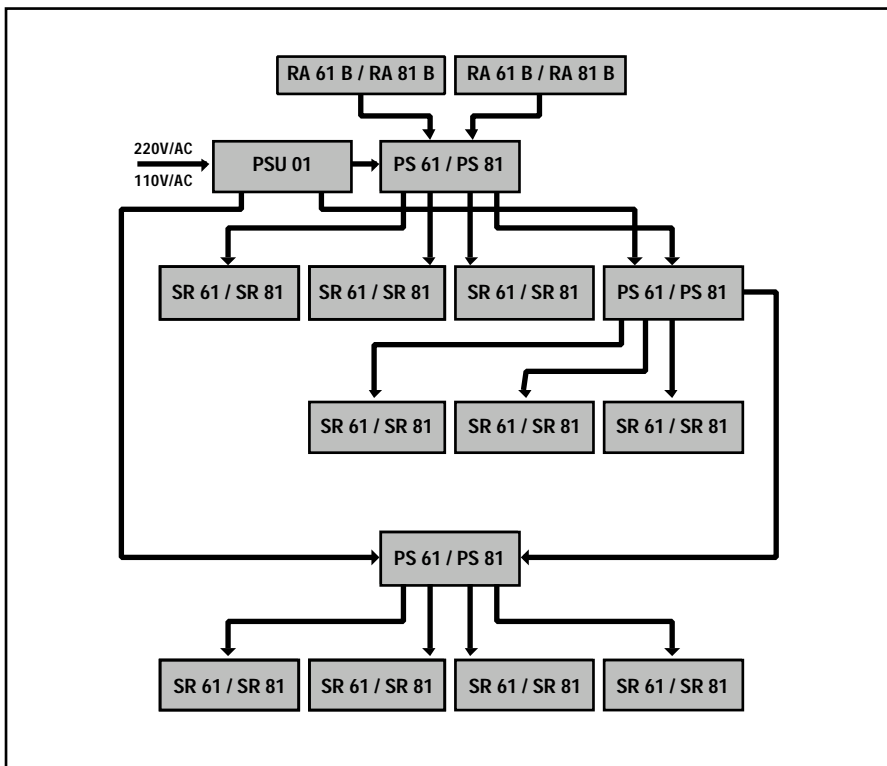 RA 61 B / RA 81 B
RA 61 B / RA 81 B
220V/AC
110V/AC
PSU 01
PS 61 / PS 81
SR 61 / SR 81
SR 61 / SR 81
SR 61 / SR 81
PS 61 / PS 81
SR 61 / SR 81
SR 61 / SR 81
SR 61 / SR 81
PS 61 / PS 81
SR 61 / SR 81
SR 61 / SR 81
SR 61 / SR 81
SR 61 / SR 81